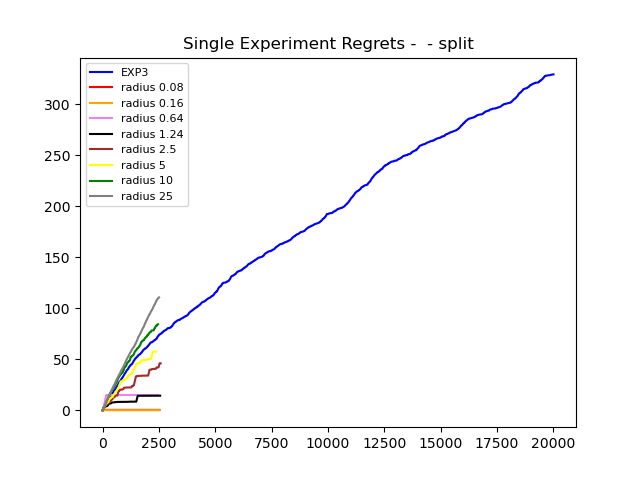 Single Experiment Regrets -  - split
EXP3
radius 0.08
radius 0.16
radius 0.64
radius 1.24
radius 2.5
radius 5
radius 10
radius 25
300
250
200
150
100
50
0
0 2500 5000 7500 10000 12500 15000 17500 20000